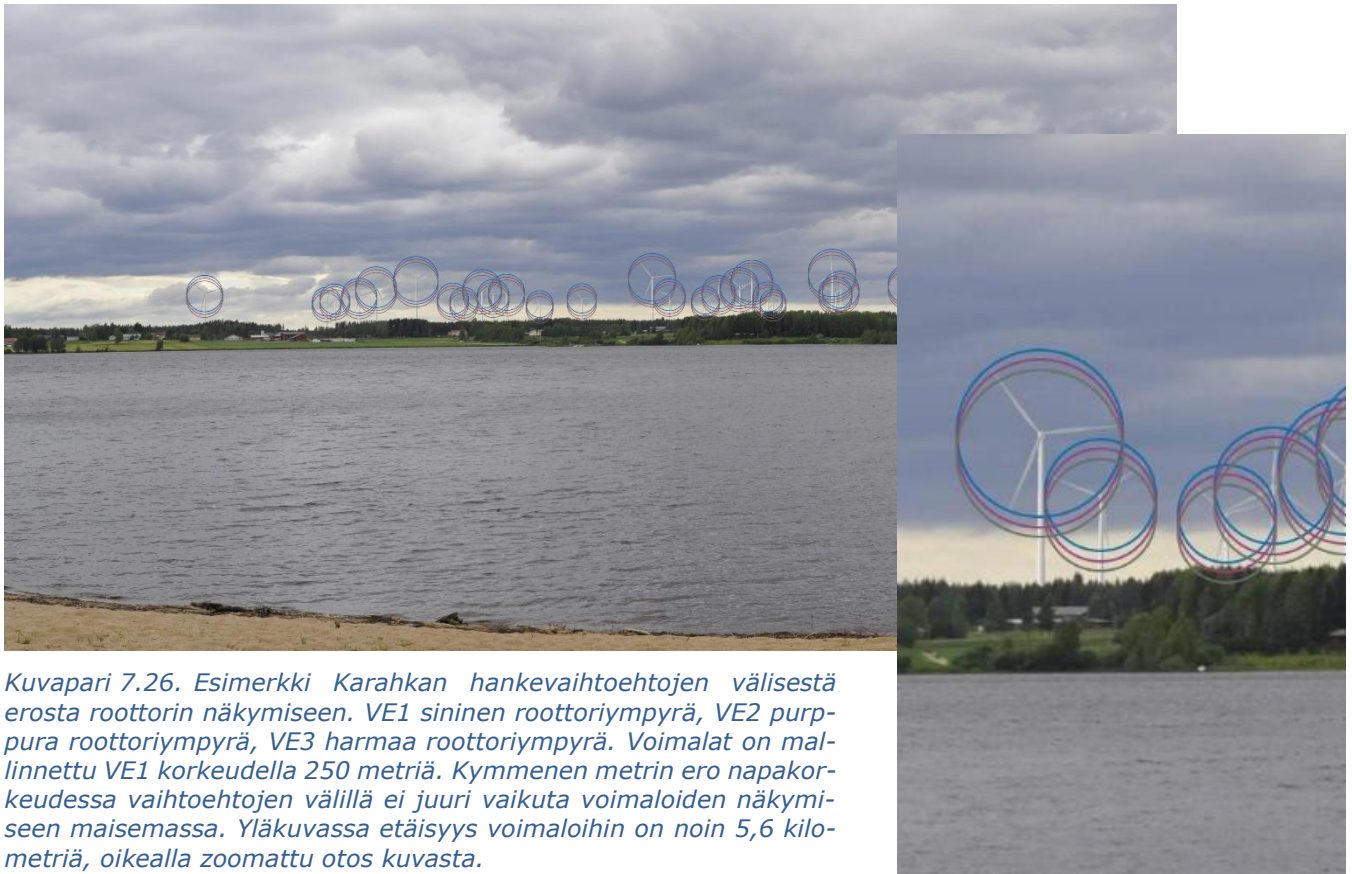 Kuvapari 7.26. Esimerkki Karahkan hankevaihtoehtojen välisestä
erosta roottorin näkymiseen. VE1 sininen roottoriympyrä, VE2 purp-
pura roottoriympyrä, VE3 harmaa roottoriympyrä. Voimalat on mal-
linnettu VE1 korkeudella 250 metriä. Kymmenen metrin ero napakor-
keudessa vaihtoehtojen välillä ei juuri vaikuta voimaloiden näkymi-
seen maisemassa. Yläkuvassa etäisyys voimaloihin on noin 5,6 kilo-
metriä, oikealla zoomattu otos kuvasta.